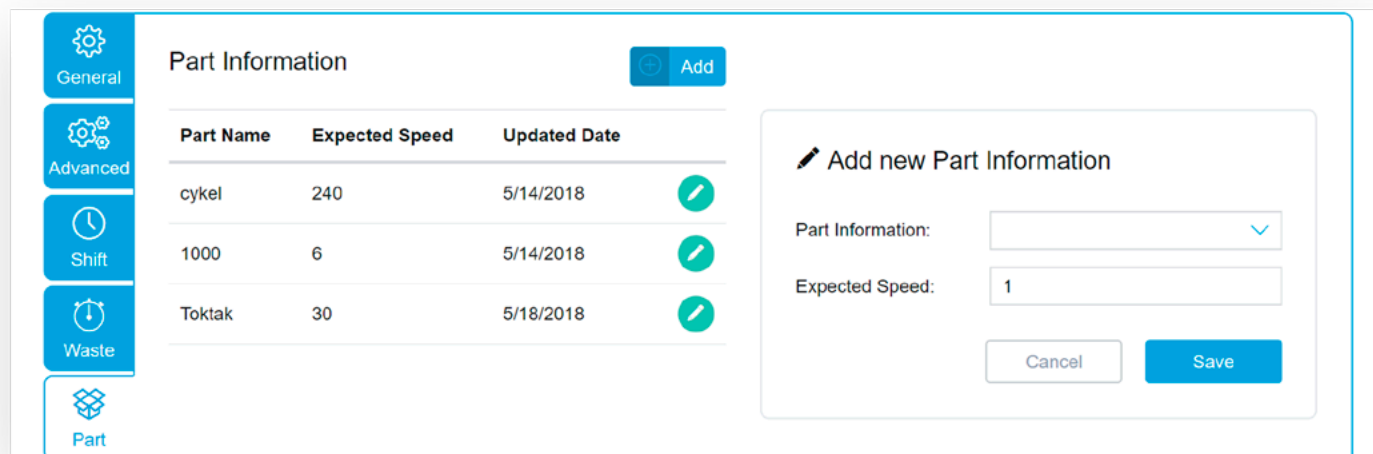 General
Advanced
Shift
Waste
Part
Part Information
Add
Part Name Expected Speed Updated Date
cykel 240 5/14/2018
1000 6 5/14/2018
Toktak 30 5/18/2018
Add new Part Information
Part Information:
Expected Speed: 1
Cancel Save